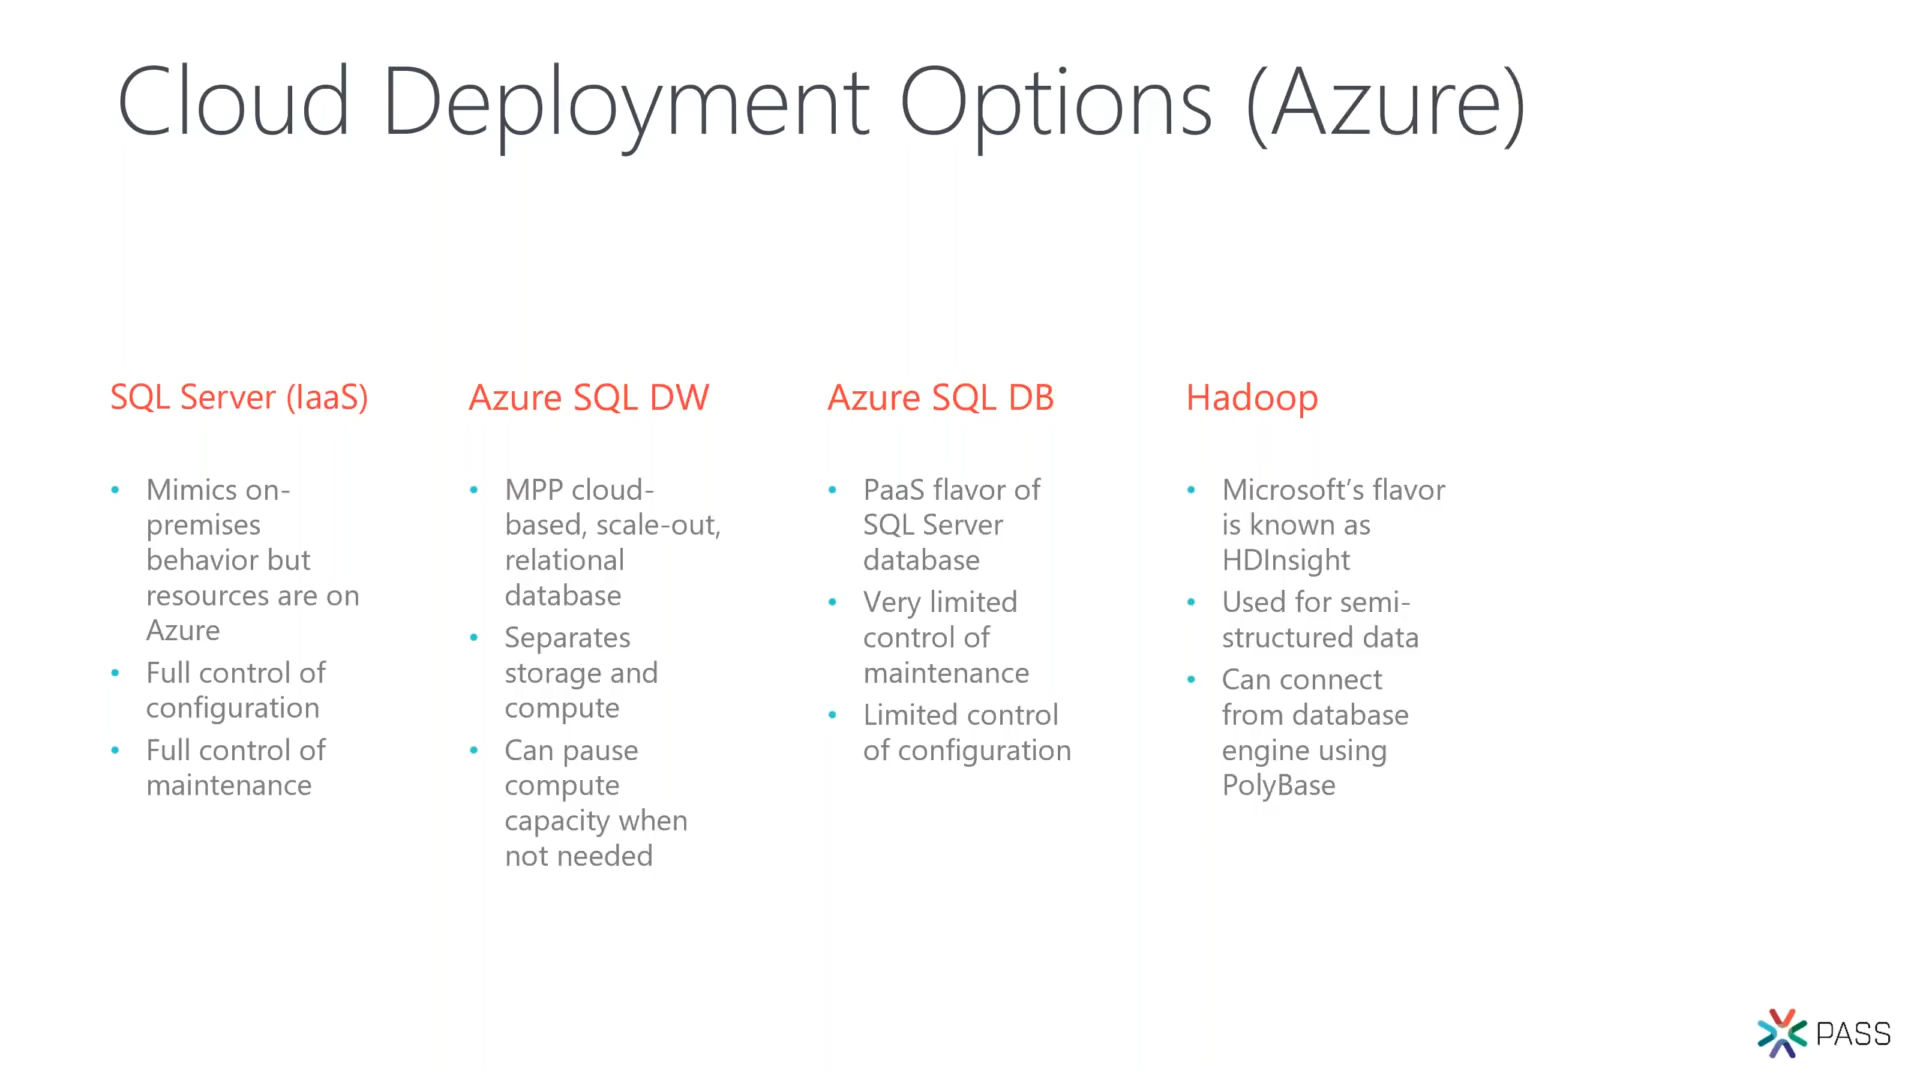 Cloud Deployment Options (Azure)
SQL Server (IaaS)
• Mimics on-
premises
behavior but
resources are on
Azure
• Full control of
configuration
• Full control of
maintenance
Azure SQL DW
• MPP cloud-
based, scale-out,
relational
database
• Separates
storage and
compute
• Can pause
compute
capacity when
not needed
Azure SQL DB
• PaaS flavor of
SQL Server
database
• Very limited
control of
maintenance
• Limited control
of configuration
Hadoop
• Microsoft’s flavor
is known as
HDInsight
• Used for semi-
structured data
• Can connect
from database
engine using
PolyBase
PASS